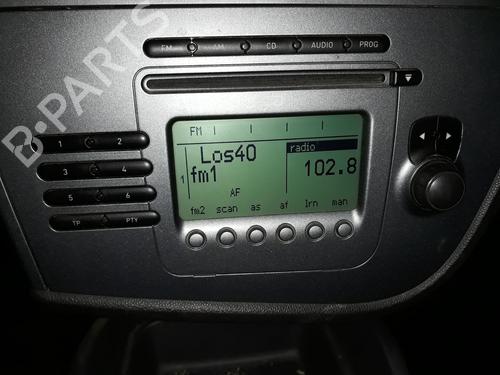 FM AM CD AUDIO PROG
FM
Los40
radio
1 fm1
102.8
AF
fm2 scan as af lrn man
1 2
3 4
5 6
TP PTY
B-PARTS